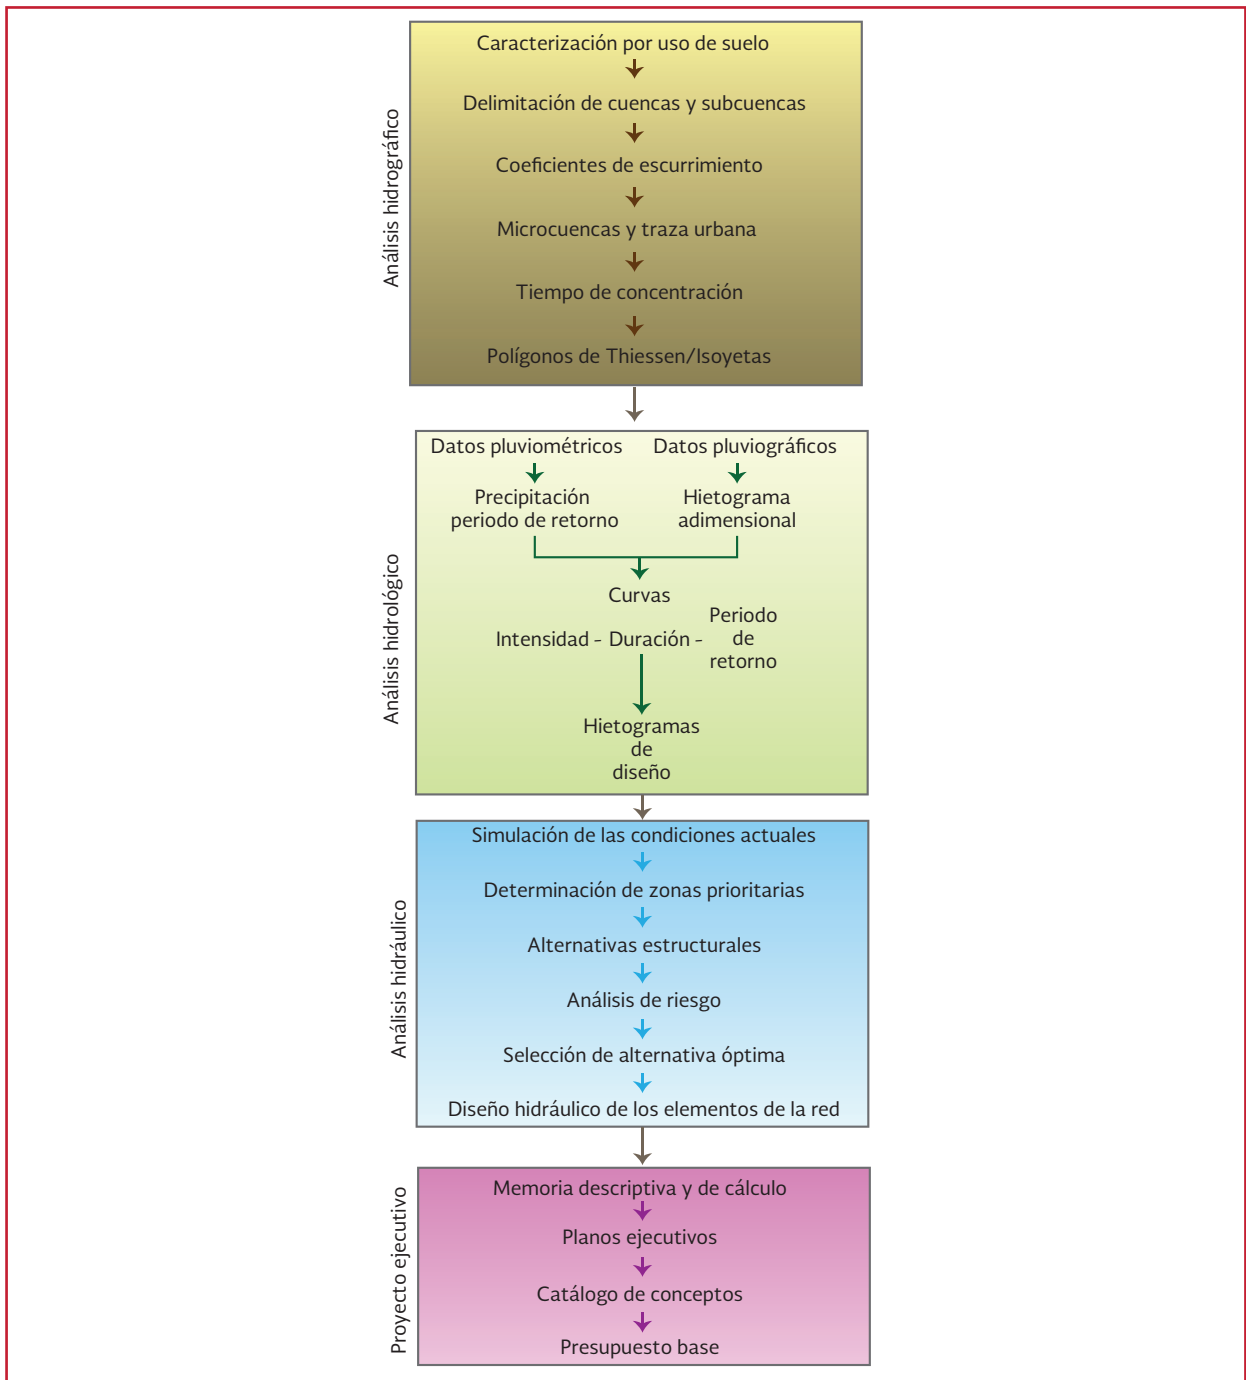 Análisis hidrográfico
Caracterización por uso de suelo
Delimitación de cuencas y subcuencas
Coeficientes de escurrimiento
Microcuencas y traza urbana
Tiempo de concentración
Polígonos de Thiessen/Isoyetas
Análisis hidrológico
Datos pluviométricos
Precipitación
periodo de retorno
Datos pluviográficos
Hietograma
adimensional
Curvas
Intensidad - Duración -
Periodo
de
retorno
Hietogramas
de
diseño
Análisis hidráulico
Simulación de las condiciones actuales
Determinación de zonas prioritarias
Alternativas estructurales
Análisis de riesgo
Selección de alternativa óptima
Diseño hidráulico de los elementos de la red
Proyecto ejecutivo
Memoria descriptiva y de cálculo
Planos ejecutivos
Catálogo de conceptos
Presupuesto base